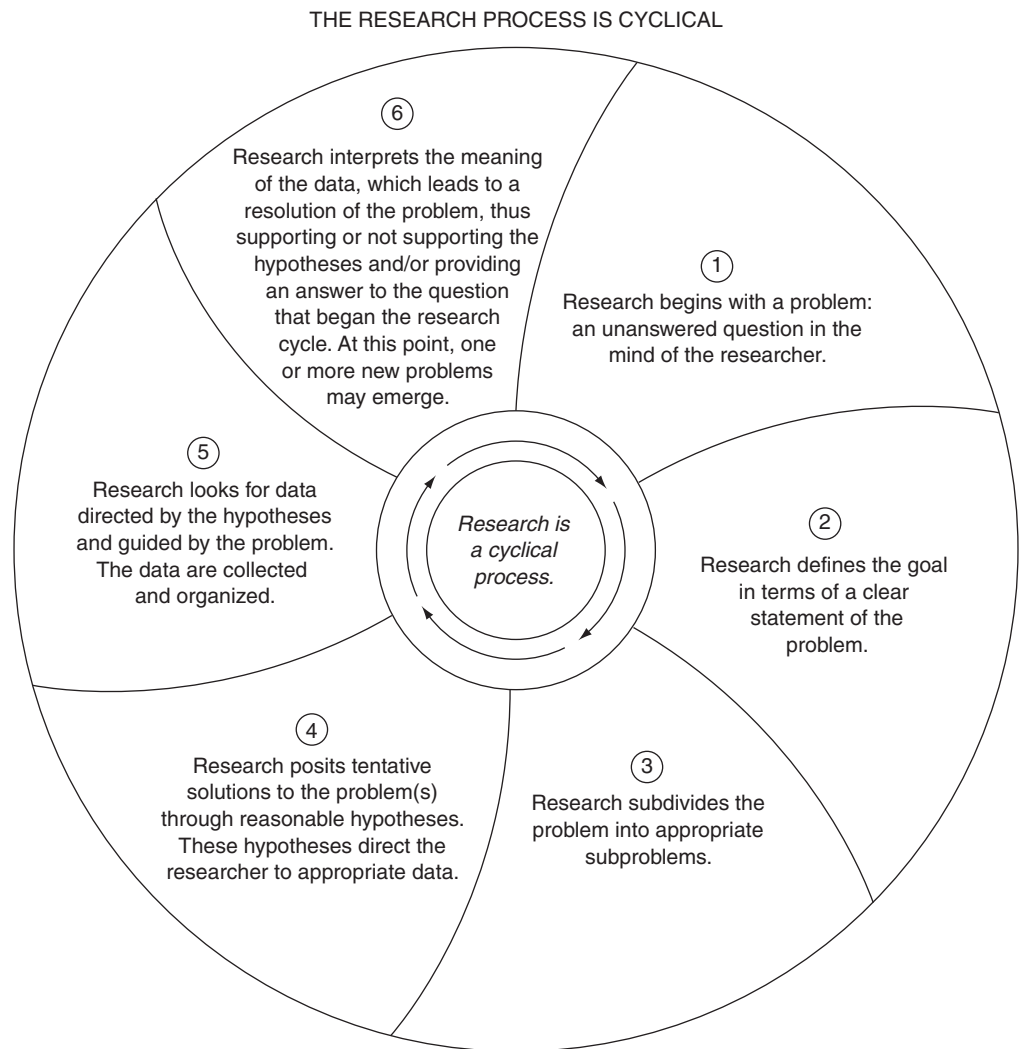 THE RESEARCH PROCESS IS CYCLICAL
1
Research begins with a problem:
an unanswered question in the
mind of the researcher.
2
Research defines the goal
in terms of a clear
statement of the
problem.
3
Research subdivides the
problem into appropriate
subproblems.
4
Research posits tentative
solutions to the problem(s)
through reasonable hypotheses.
These hypotheses direct the
researcher to appropriate data.
5
Research looks for data
directed by the hypotheses
and guided by the problem.
The data are collected
and organized.
6
Research interprets the meaning
of the data, which leads to a
resolution of the problem, thus
supporting or not supporting the
hypotheses and/or providing
an answer to the question
that began the research
cycle. At this point, one
or more new problems
may emerge.
Research is
a cyclical
process.